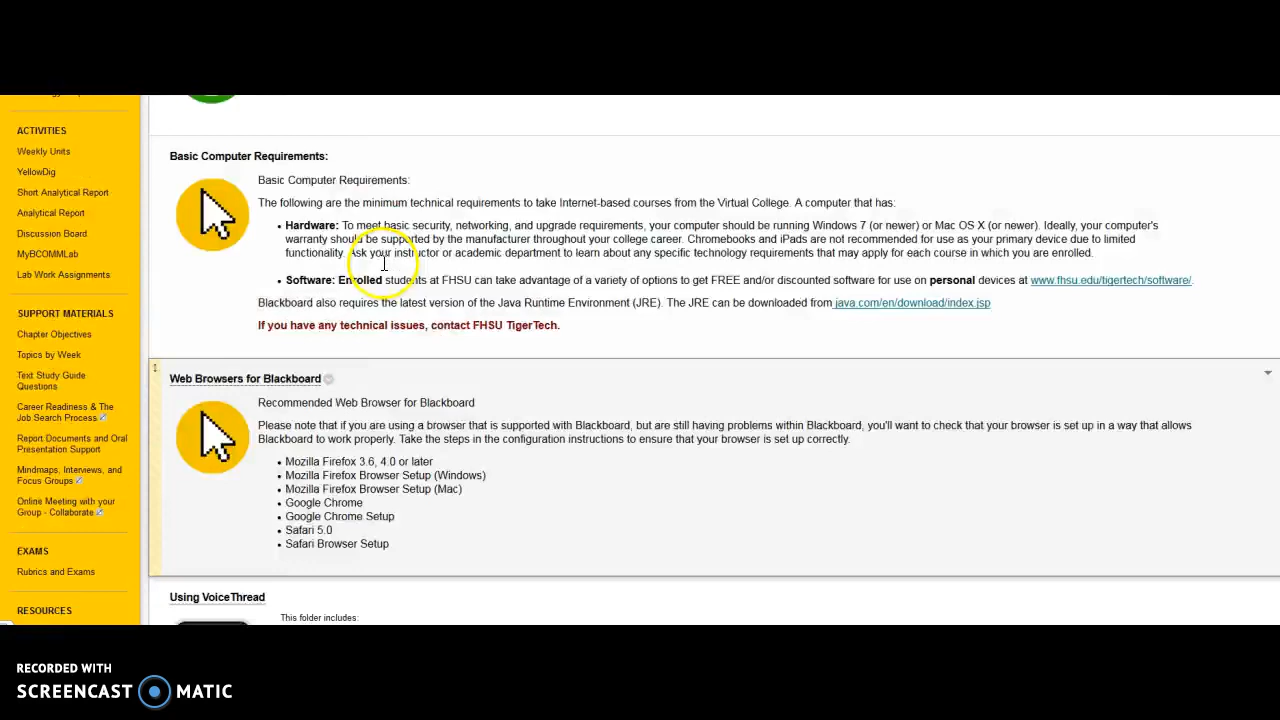 ACTIVITIES
Weekly Units
YellowDig
Short Analytical Report
Analytical Report
Discussion Board
MyBCOMMLab
Lab Work Assignments
SUPPORT MATERIALS
Chapter Objectives
Topics by Week
Text Study Guide
Questions
Career Readiness & The
Job Search Process
Report Documents and Oral
Presentation Support
Mindmaps, Interviews, and
Focus Groups
Online Meeting with your
Group - Collaborate
EXAMS
Rubrics and Exams
RESOURCES
Basic Computer Requirements:
Basic Computer Requirements:
The following are the minimum technical requirements to take Internet-based courses from the Virtual College. A computer that has:
• Hardware: To meet basic security, networking, and upgrade requirements, your computer should be running Windows 7 (or newer) or Mac OS X (or newer). Ideally, your computer's
warranty should be supported by the manufacturer throughout your college career. Chromebooks and iPads are not recommended for use as your primary device due to limited
functionality. Ask your instructor or academic department to learn about any specific technology requirements that may apply for each course in which you are enrolled.
• Software: Enrolled students at FHSU can take advantage of a variety of options to get FREE and/or discounted software for use on personal devices at www.fhsu.edu/tigertech/software/.
Blackboard also requires the latest version of the Java Runtime Environment (JRE). The JRE can be downloaded from java.com/en/download/index.jsp
If you have any technical issues, contact FHSU TigerTech.
Web Browsers for Blackboard
Recommended Web Browser for Blackboard
Please note that if you are using a browser that is supported with Blackboard, but are still having problems within Blackboard, you'll want to check that your browser is set up in a way that allows
Blackboard to work properly. Take the steps in the configuration instructions to ensure that your browser is set up correctly.
• Mozilla Firefox 3.6, 4.0 or later
• Mozilla Firefox Browser Setup (Windows)
• Mozilla Firefox Browser Setup (Mac)
• Google Chrome
• Google Chrome Setup
• Safari 5.0
• Safari Browser Setup
Using VoiceThread
This folder includes:
RECORDED WITH
SCREENCAST MATIC